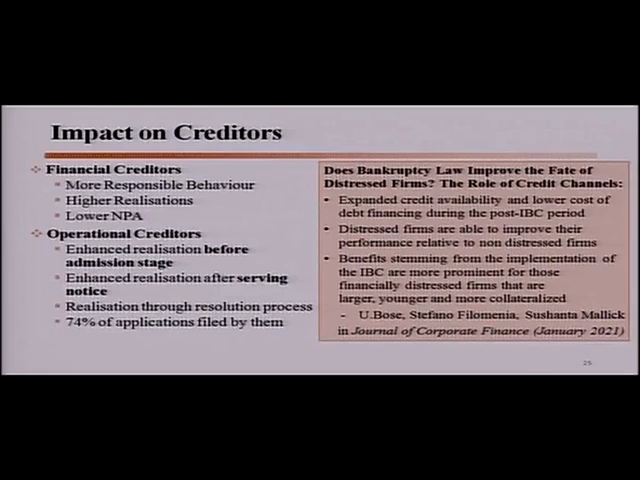 Impact on Creditors
Financial Creditors
More Responsible Behaviour
Higher Realisations
Lower NPA
Operational Creditors
Enhanced realisation before
admission stage
Enhanced realisation after serving
notice
Realisation through resolution process
74% of applications filed by them
Does Bankruptcy Law Improve the Fate of
Distressed Firms? The Role of Credit Channels:
• Expanded credit availability and lower cost of
debt financing during the post-IBC period
• Distressed firms are able to improve their
performance relative to non distressed firms
• Benefits stemming from the implementation of
the IBC are more prominent for those
financially distressed firms that are
larger, younger and more collateralized
- U.Bose, Stefano Filomenia, Sushanta Mallick
in Journal of Corporate Finance (January 2021)
25